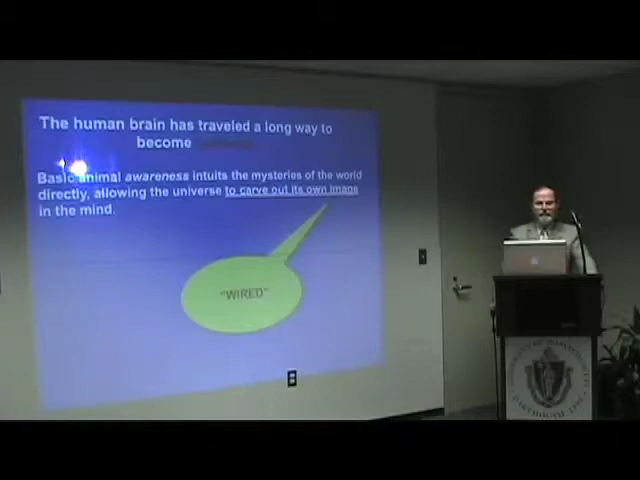 The human brain has traveled a long way to
become
Basic animal awareness intuits the mysteries of the world
directly, allowing the universe to carve out its own image
in the mind.
"WIRED"
DARTMOUTH